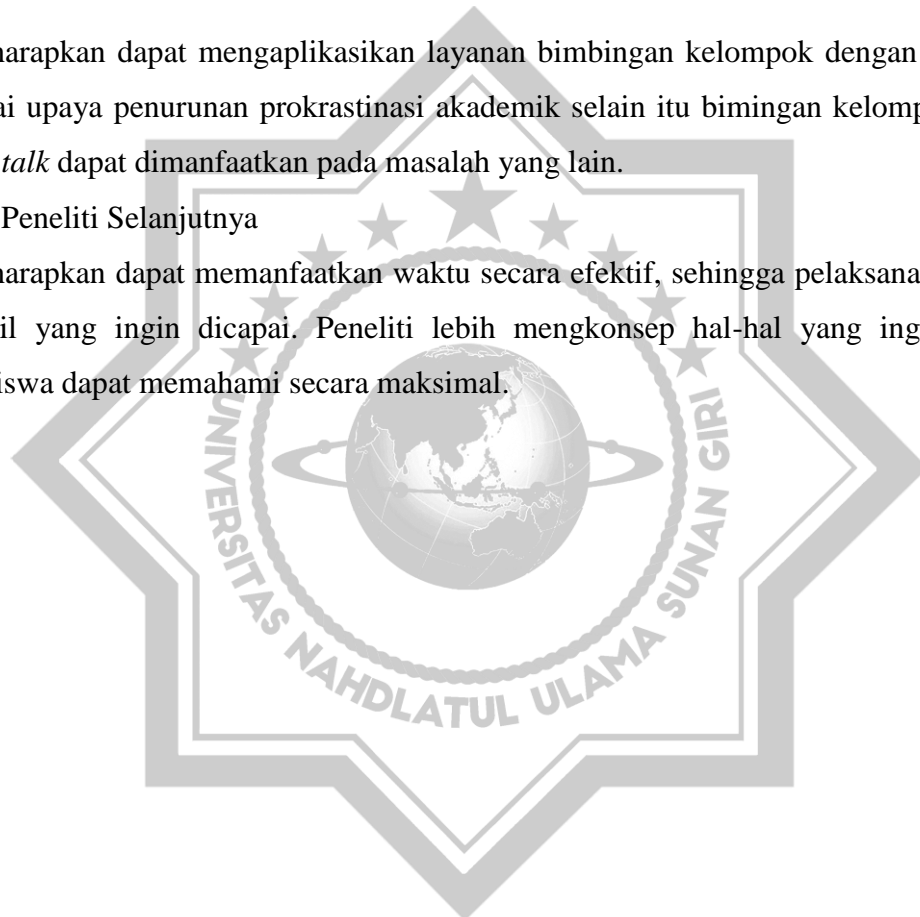 harapkan dapat mengaplikasikan layanan bimbingan kelompok dengan
ai upaya penurunan prokrastinasi akademik selain itu bimingan kelomp
talk dapat dimanfaatkan pada masalah yang lain.
Peneliti Selanjutnya
harapkan dapat memanfaatkan waktu secara efektif, sehingga pelaksana
il yang ingin dicapai. Peneliti lebih mengkonsep hal-hal yang ing
iswa dapat memahami secara maksimal.
UNIVERSITAS NAHDLATUL ULAMA SUNAN GIRI